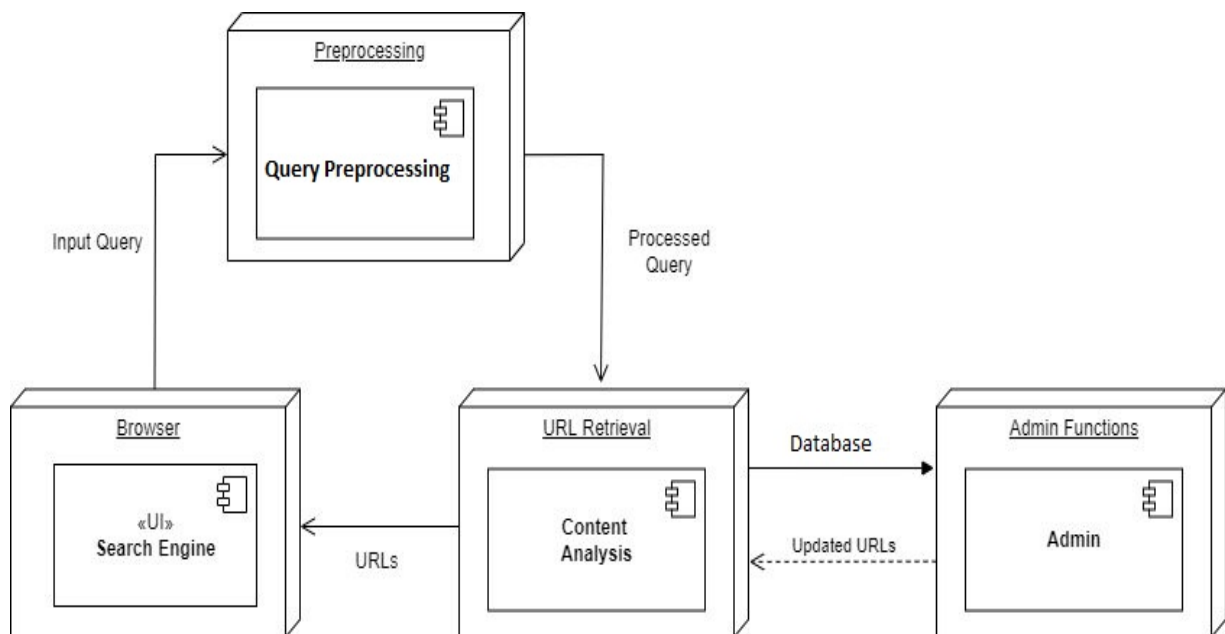 Preprocessing
Query Preprocessing
Input Query
Processed
Query
Browser
«UI»
Search Engine
URLs
URL Retrieval
Content
Analysis
Database
Updated URLs
Admin Functions
Admin